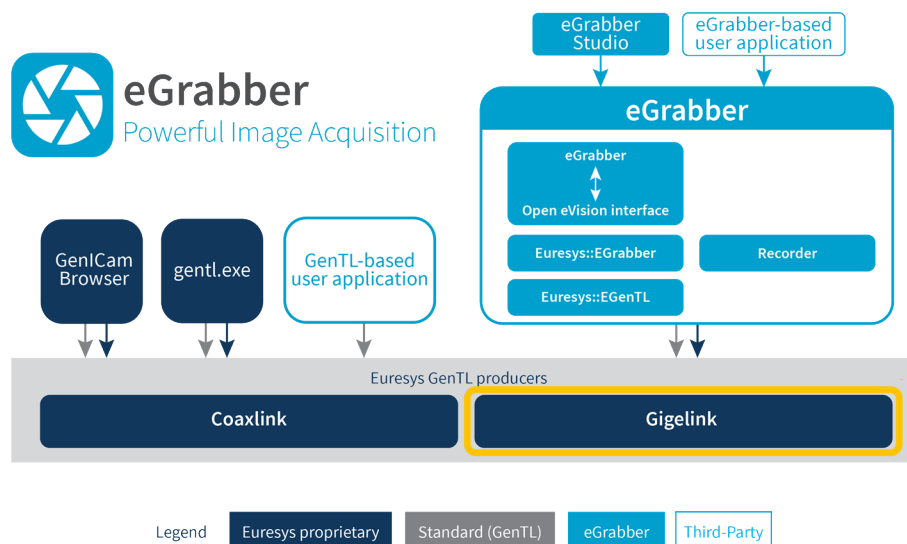 eGrabber
Studio
eGrabber-based
user application
eGrabber
Powerful Image Acquisition
eGrabber
eGrabber
Open eVision interface
Euresys::EGrabber
Recorder
Euresys::EGenTL
GenICam
Browser
gentl.exe
GenTL-based
user application
Euresys GenTL producers
Coaxlink
Gigelink
Legend
Euresys proprietary
Standard (GenTL)
eGrabber
Third-Party